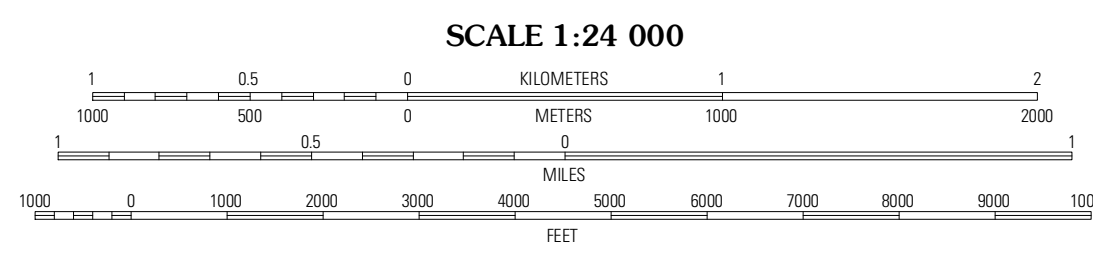 SCALE 1:24 000
1 0.5 0 KILOMETERS 1 2
1000 500 0 METERS 1000 2000
1 0.5 0 1
MILES
1000 0 1000 2000 3000 4000 5000 6000 7000 8000 9000 100
FEET